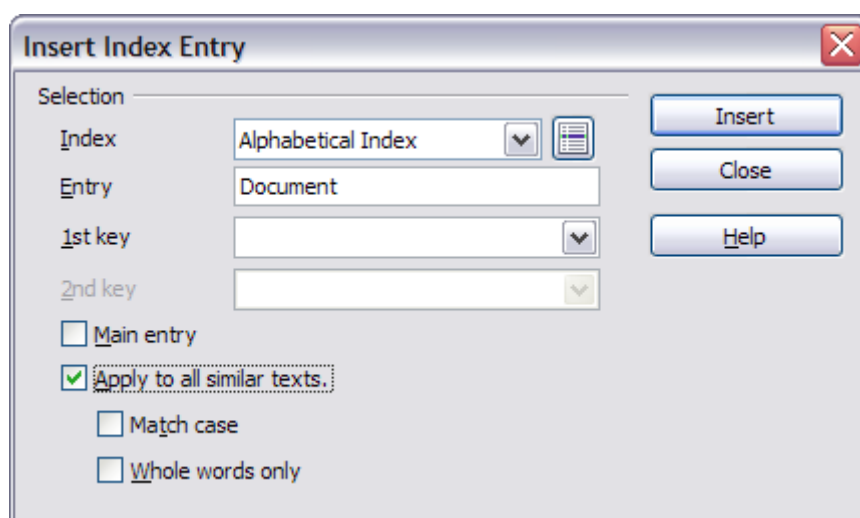 Insert Index Entry
Selection
Index
Alphabetical Index
Insert
Entry
Document
Close
1st key
Help
2nd key
Main entry
Apply to all similar texts.
Match case
Whole words only